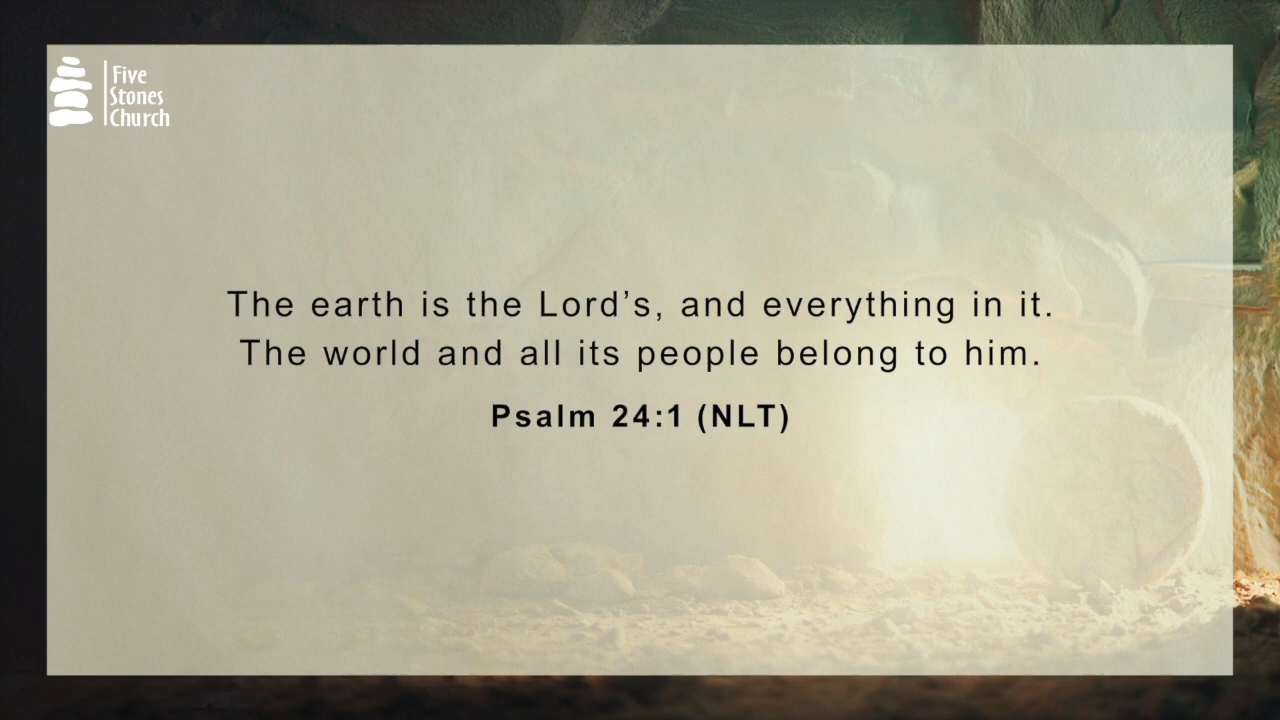 Five
Stones
Church
The earth is the Lord’s, and everything in it.
The world and all its people belong to him.
Psalm 24:1 (NLT)